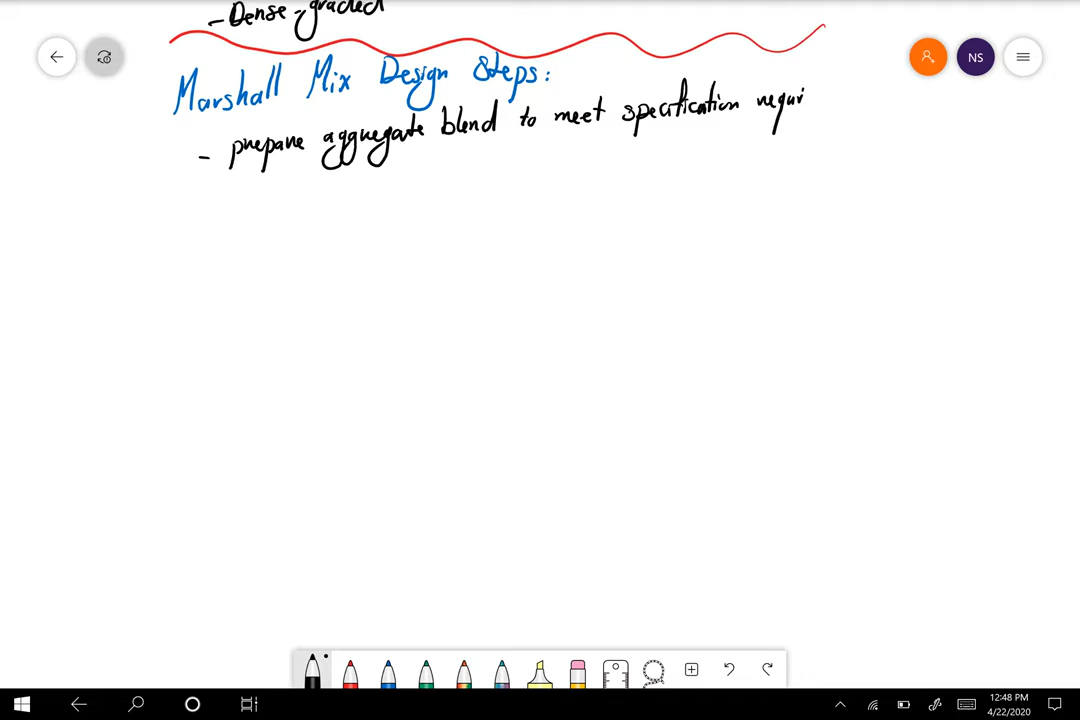 - Dense-graded
NS
Marshall Mix Design Steps:
- prepare aggregate blend to meet specification requi
12:48 PM
4/22/2020